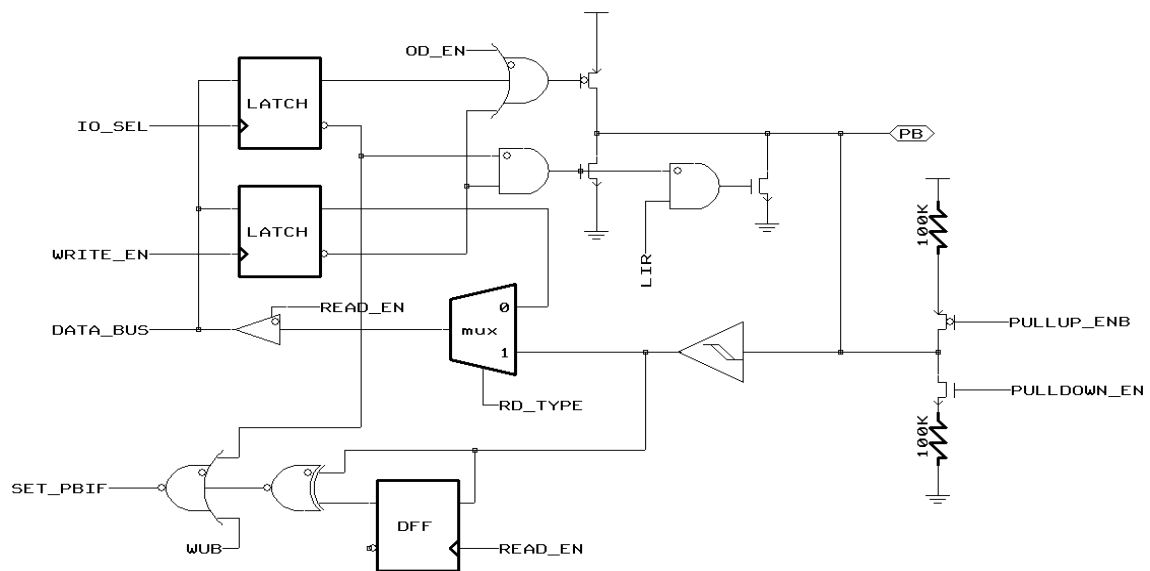 OD_EN
LATCH
IO_SEL
PB
LATCH
100K
WRITE_EN
LIR
READ_EN
0
DATA_BUS
mux
PULLUP_ENB
1
PULLDOWN_EN
RD_TYPE
100K
SET_PBIF
DFF
WUB
READ_EN